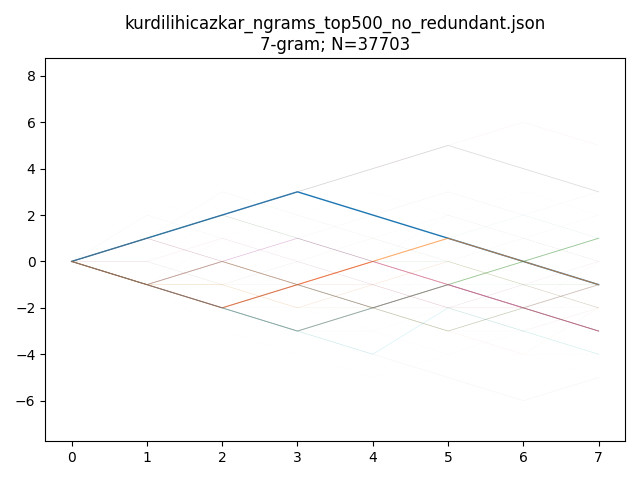 kurdilihicazkar_ngrams_top500_no_redundant.json
7-gram; N=37703
8
6
4
2
0
−2
−4
−6
0 1 2 3 4 5 6 7